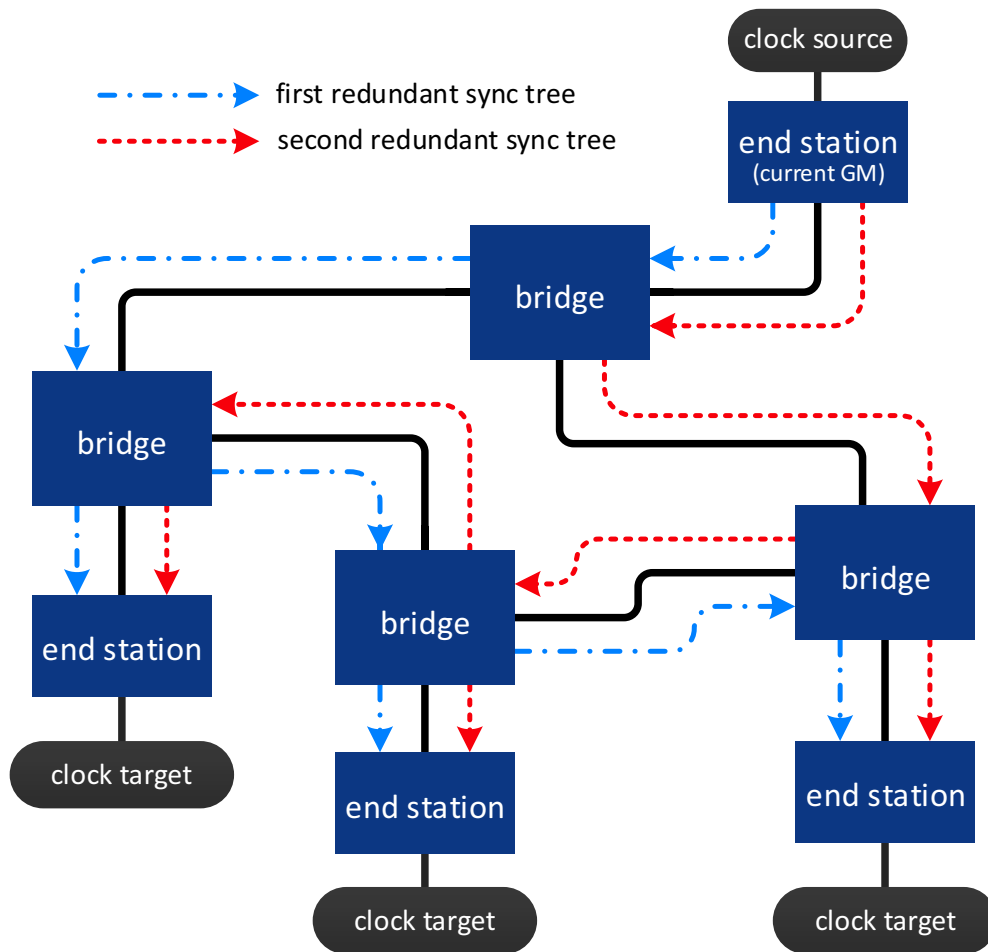 clock source
first redundant sync tree
second redundant sync tree
end station
(current GM)
bridge
bridge
bridge
bridge
end station
clock target
end station
clock target
end station
clock target